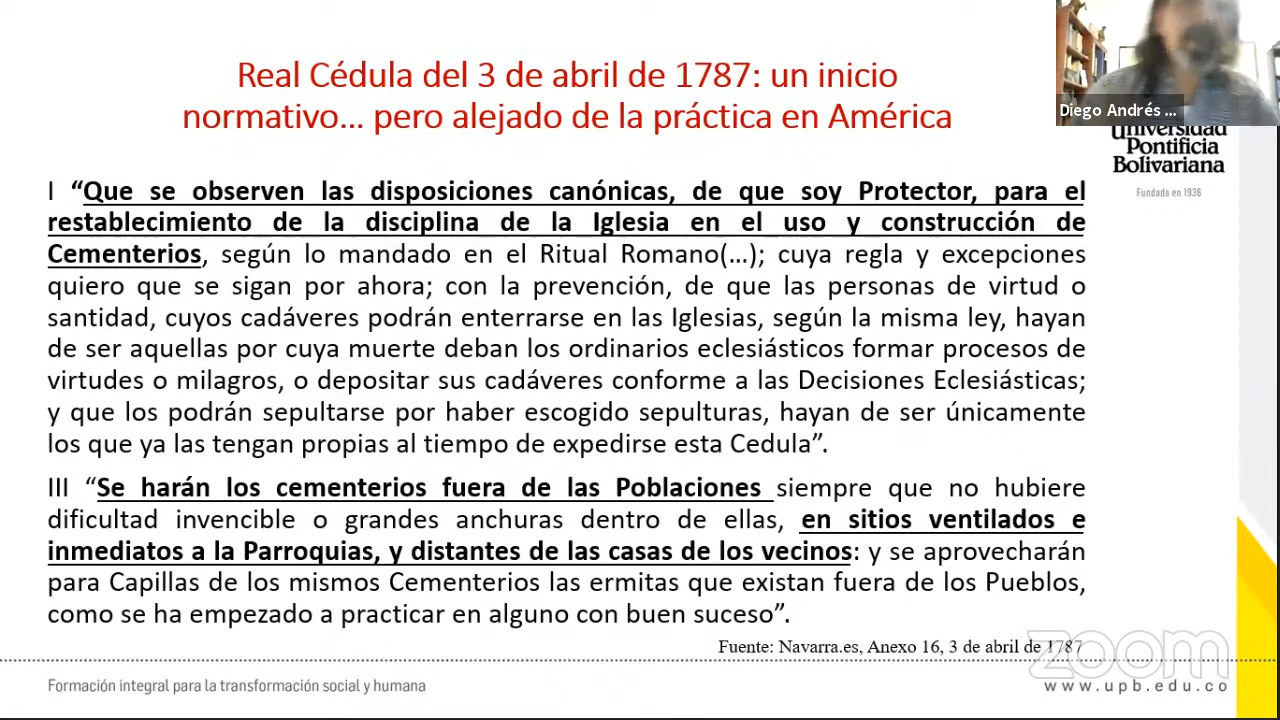 Real Cédula del 3 de abril de 1787: un inicio
normativo… pero alejado de la práctica en América
Diego Andrés ...
Universidad
Pontificia
Bolivariana
Fundada en 1936
I “Que se observen las disposiciones canónicas, de que soy Protector, para el
restablecimiento de la disciplina de la Iglesia en el uso y construcción de
Cementerios, según lo mandado en el Ritual Romano(…); cuya regla y excepciones
quiero que se sigan por ahora; con la prevención, de que las personas de virtud o
santidad, cuyos cadáveres podrán enterrarse en las Iglesias, según la misma ley, hayan
de ser aquellas por cuya muerte deban los ordinarios eclesiásticos formar procesos de
virtudes o milagros, o depositar sus cadáveres conforme a las Decisiones Eclesiásticas;
y que los podrán sepultarse por haber escogido sepulturas, hayan de ser únicamente
los que ya las tengan propias al tiempo de expedirse esta Cedula”.
III “Se harán los cementerios fuera de las Poblaciones siempre que no hubiere
dificultad invencible o grandes anchuras dentro de ellas, en sitios ventilados e
inmediatos a la Parroquias, y distantes de las casas de los vecinos: y se aprovecharán
para Capillas de los mismos Cementerios las ermitas que existan fuera de los Pueblos,
como se ha empezado a practicar en alguno con buen suceso”.
Fuente: Navarra.es, Anexo 16, 3 de abril de 1787
zoom
Formación integral para la transformación social y humana
www.upb.edu.co